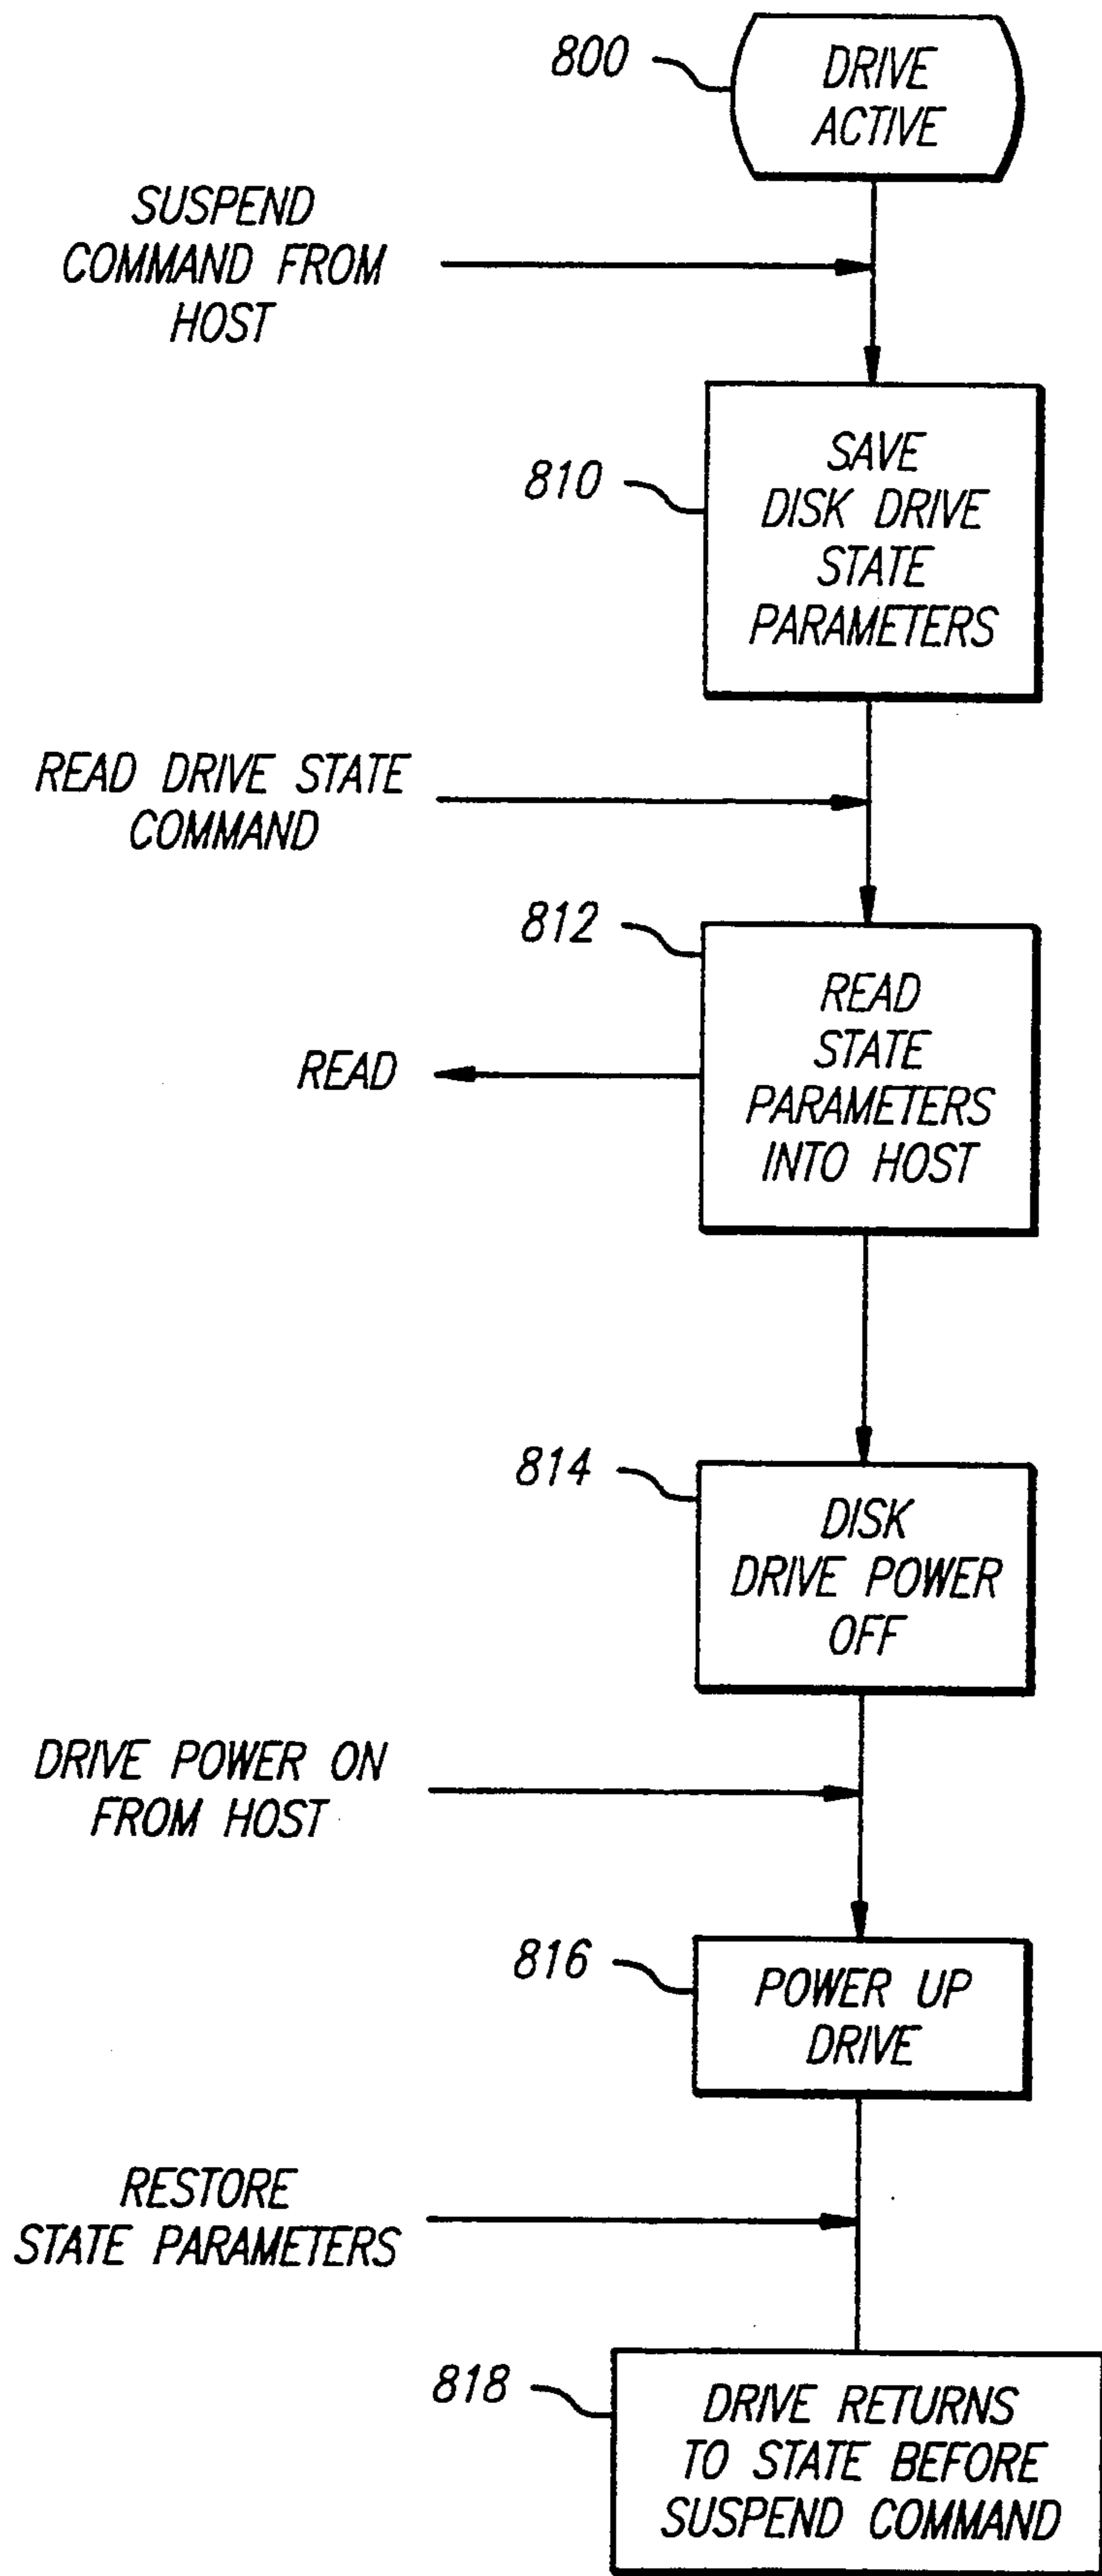 800
DRIVE
ACTIVE
SUSPEND
COMMAND FROM
HOST
810
SAVE
DISK DRIVE
STATE
PARAMETERS
READ DRIVE STATE
COMMAND
812
READ
STATE
PARAMETERS
INTO HOST
READ
814
DISK
DRIVE POWER
OFF
DRIVE POWER ON
FROM HOST
816
POWER UP
DRIVE
RESTORE
STATE PARAMETERS
818
DRIVE RETURNS
TO STATE BEFORE
SUSPEND COMMAND